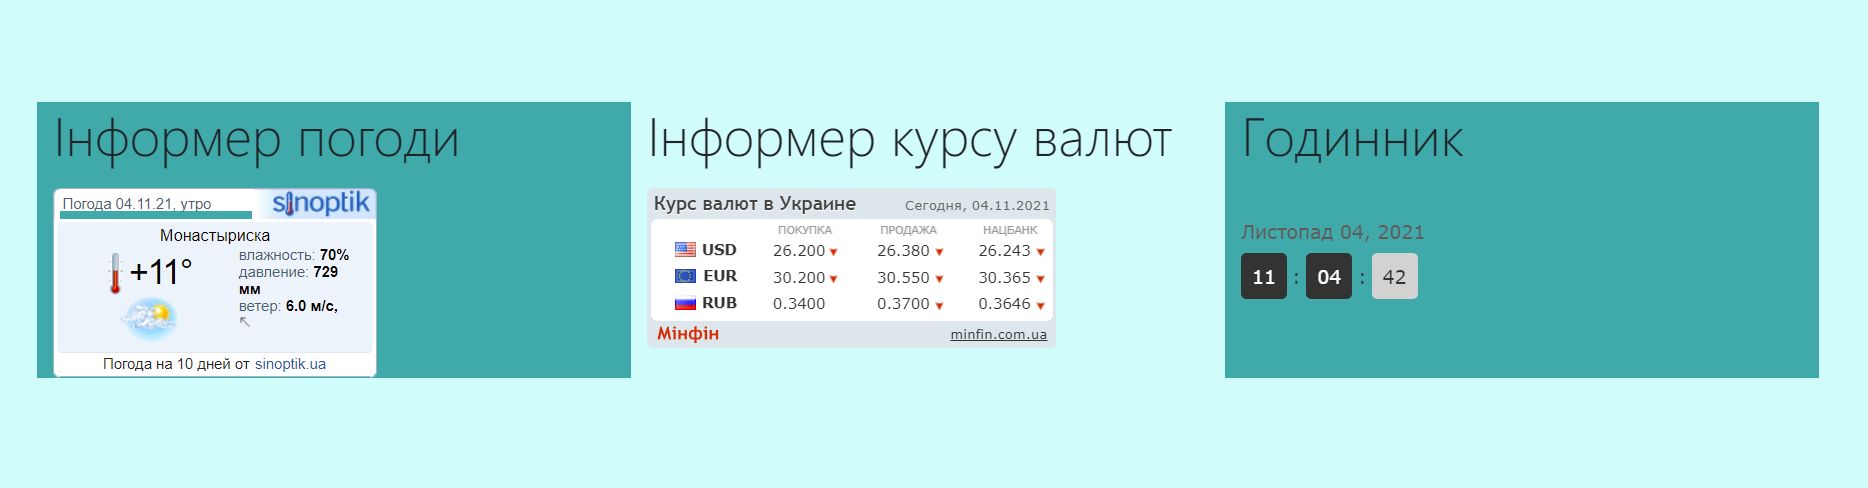 Інформер погоди
Погода 04.11.21, утро
sinoptik
Монастыриска
+11°
влажность: 70%
давление: 729
мм
ветер: 6.0 м/с,
Погода на 10 дней от sinoptik.ua
Інформер курсу валют
Курс валют в Украине Сегодня, 04.11.2021
ПОКУПКА ПРОДАЖА НАЦБАНК
USD 26.200 26.380 26.243
EUR 30.200 30.550 30.365
RUB 0.3400 0.3700 0.3646
Мінфін minfin.com.ua
Годинник
Листопад 04, 2021
11 : 04 : 42